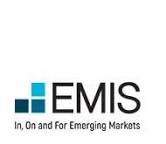 EMIS
In, On and For Emerging Markets